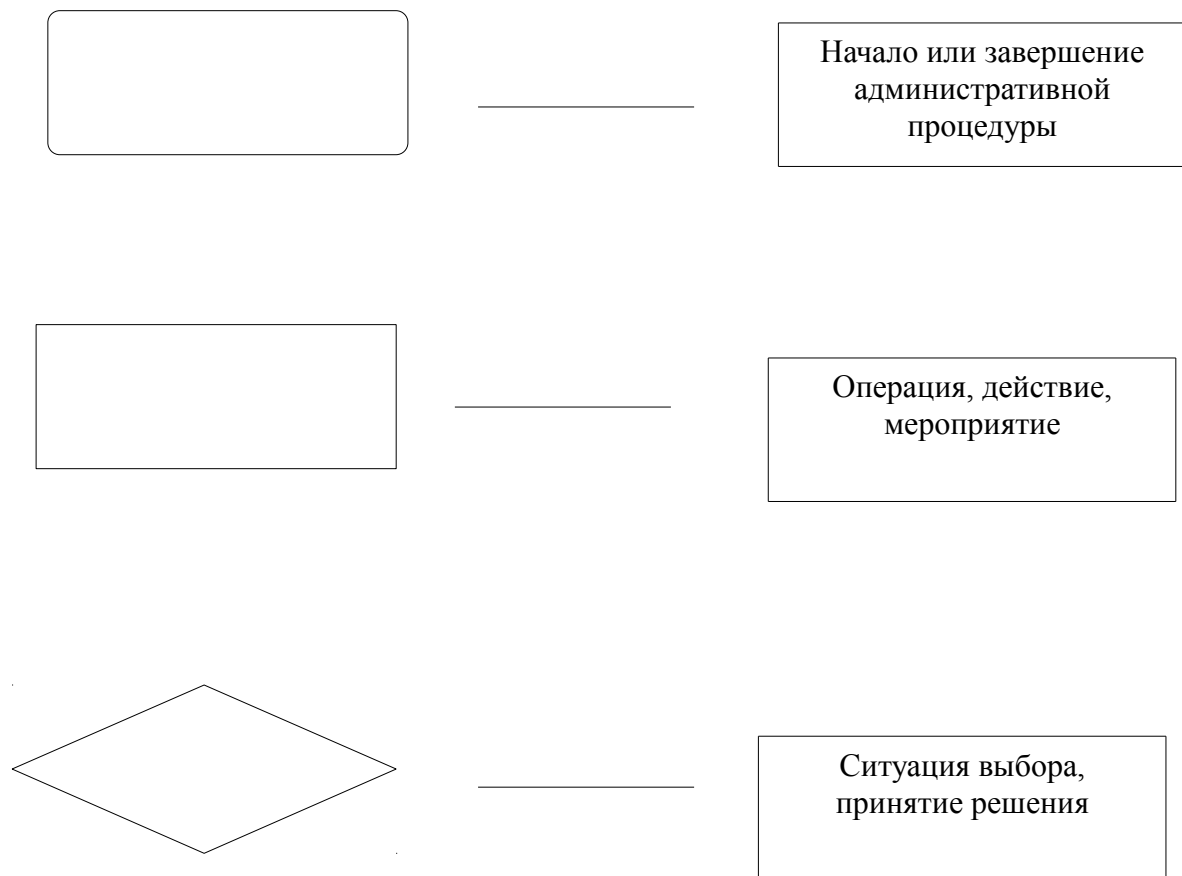 Начало или завершение
административной
процедуры
Операция, действие,
мероприятие
Ситуация выбора,
принятие решения